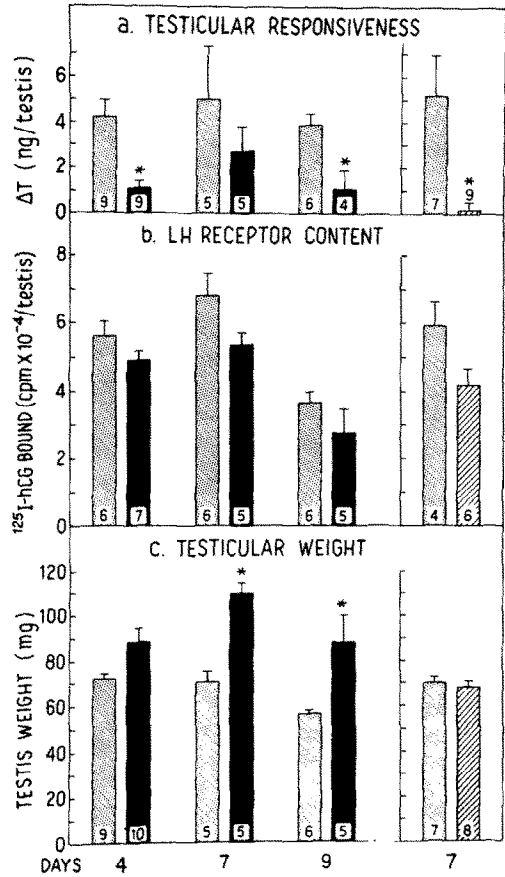 a. TESTICULAR RESPONSIVENESS
ΔT (ng/testis)
6
4
2
0
*
*
*
9 9 5 5 6 4 7 9
b. LH RECEPTOR CONTENT
¹²⁵I-hCG BOUND (cpm X 10⁻⁴/testis)
8
6
4
2
0
6 7 6 5 6 5 4 6
c. TESTICULAR WEIGHT
TESTIS WEIGHT (mg)
120
100
80
60
40
20
0
*
*
9 10 5 5 6 5 7 8
DAYS 4 7 9 7